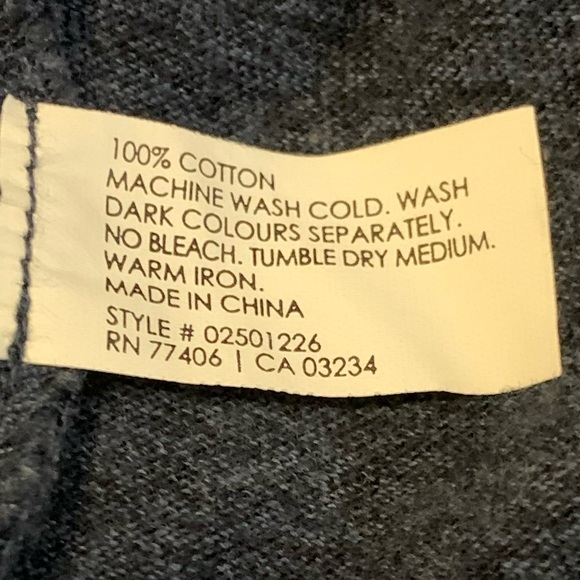 100% COTTON
MACHINE WASH COLD. WASH
DARK COLOURS SEPARATELY.
NO BLEACH. TUMBLE DRY MEDIUM.
WARM IRON.
MADE IN CHINA
STYLE # 02501226
RN 77406 | CA 03234